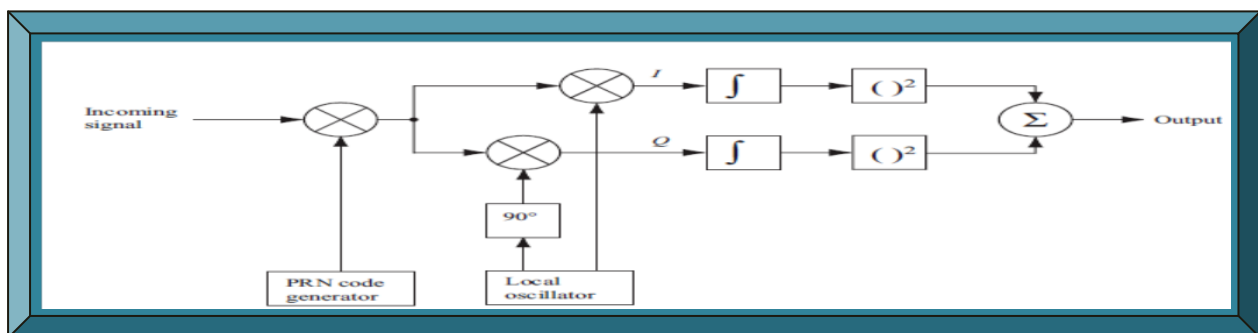 I
∫
( )²
Incoming
signal
Σ
Output
Q
∫
( )²
90°
PRN code
generator
Local
oscillator